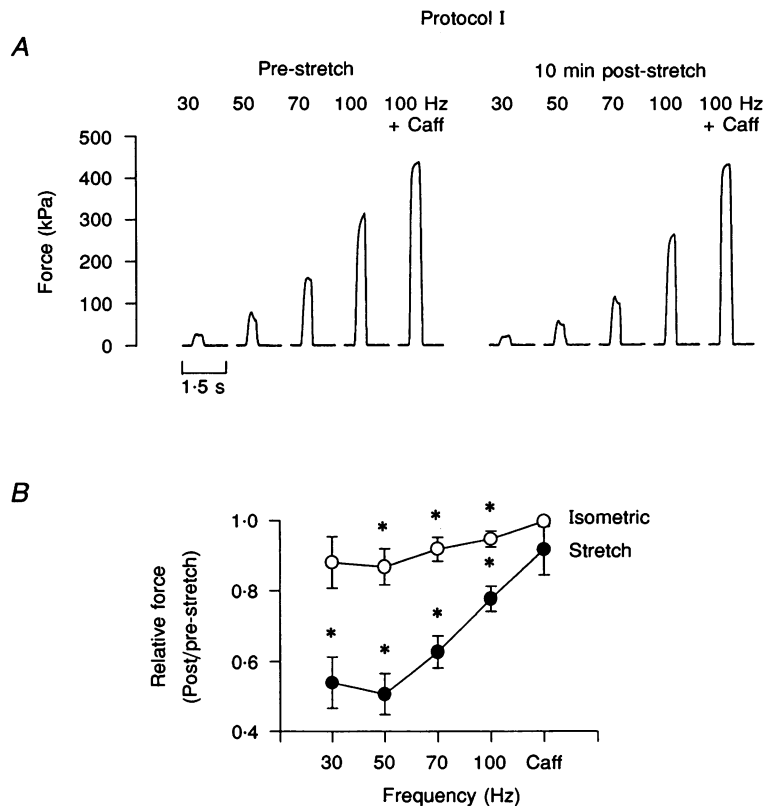 Protocol I
A
Pre-stretch
10 min post-stretch
30 50 70 100 100 Hz + Caff
30 50 70 100 100 Hz + Caff
Force (kPa)
500
400
300
200
100
0
1·5 s
B
Relative force
(Post/pre-stretch)
1·0
0·8
0·6
0·4
* * *
* * * *
Isometric
Stretch
30 50 70 100 Caff
Frequency (Hz)